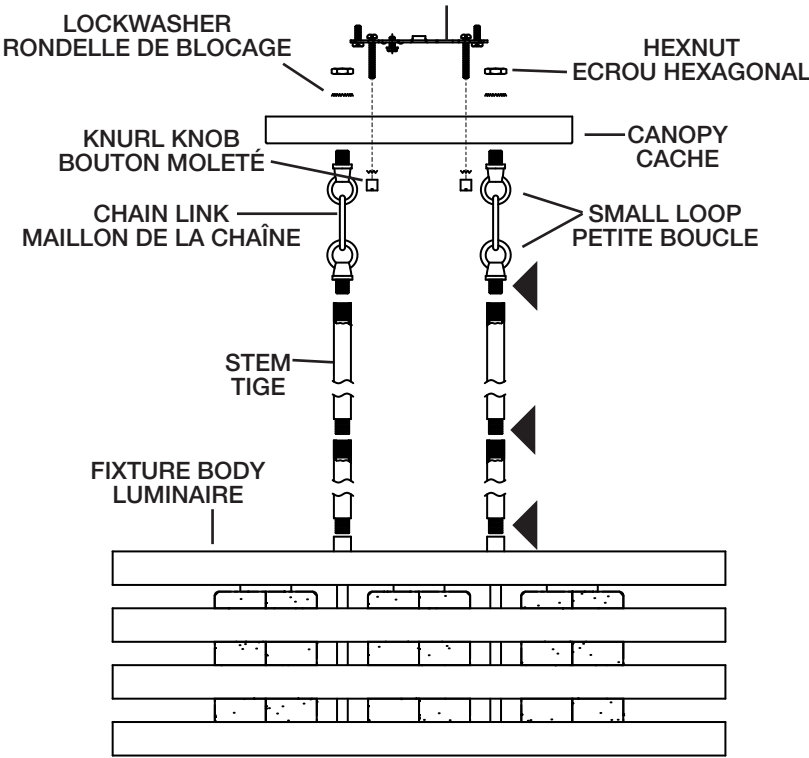 LOCKWASHER
RONDELLE DE BLOCAGE
HEXNUT
ECROU HEXAGONAL
KNURL KNOB
BOUTON MOLETÉ
CANOPY
CACHE
CHAIN LINK
MAILLON DE LA CHAÎNE
SMALL LOOP
PETITE BOUCLE
STEM
TIGE
FIXTURE BODY
LUMINAIRE